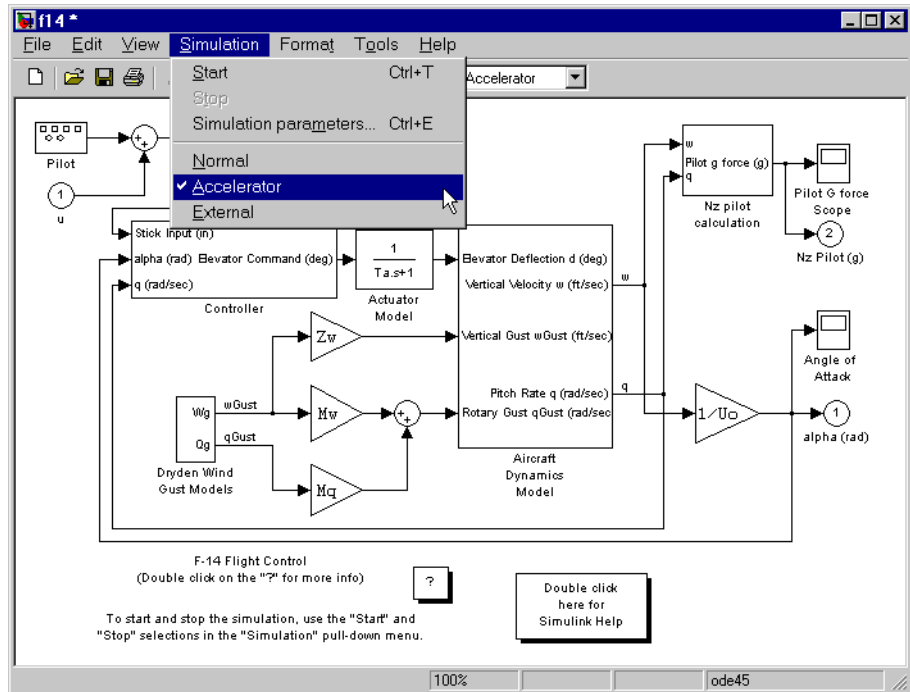 f14 *
File Edit View Simulation Format Tools Help
Accelerator
Start Ctrl+T
Stop
Simulation parameters... Ctrl+E
Normal
Accelerator
External
Pilot
1
u
Stick Input (in)
alpha (rad) Elevator Command (deg)
q (rad/sec)
Controller
1
Ta.s+1
Actuator
Model
Elevator Deflection d (deg)
Vertical Velocity w (ft/sec)
Vertical Gust wGust (ft/sec)
Pitch Rate q (rad/sec)
Rotary Gust qGust (rad/sec
Aircraft
Dynamics
Model
w
q
w
Pilot g force (g)
q
Nz pilot
calculation
Pilot G force
Scope
2
Nz Pilot (g)
Angle of
Attack
1/Uo
1
alpha (rad)
Zw
Mw
Mq
Wg
Qg
wGust
qGust
Dryden Wind
Gust Models
F-14 Flight Control
(Double click on the "?" for more info)
?
To start and stop the simulation, use the "Start" and
"Stop" selections in the "Simulation" pull-down menu.
Double click
here for
Simulink Help
100%
ode45